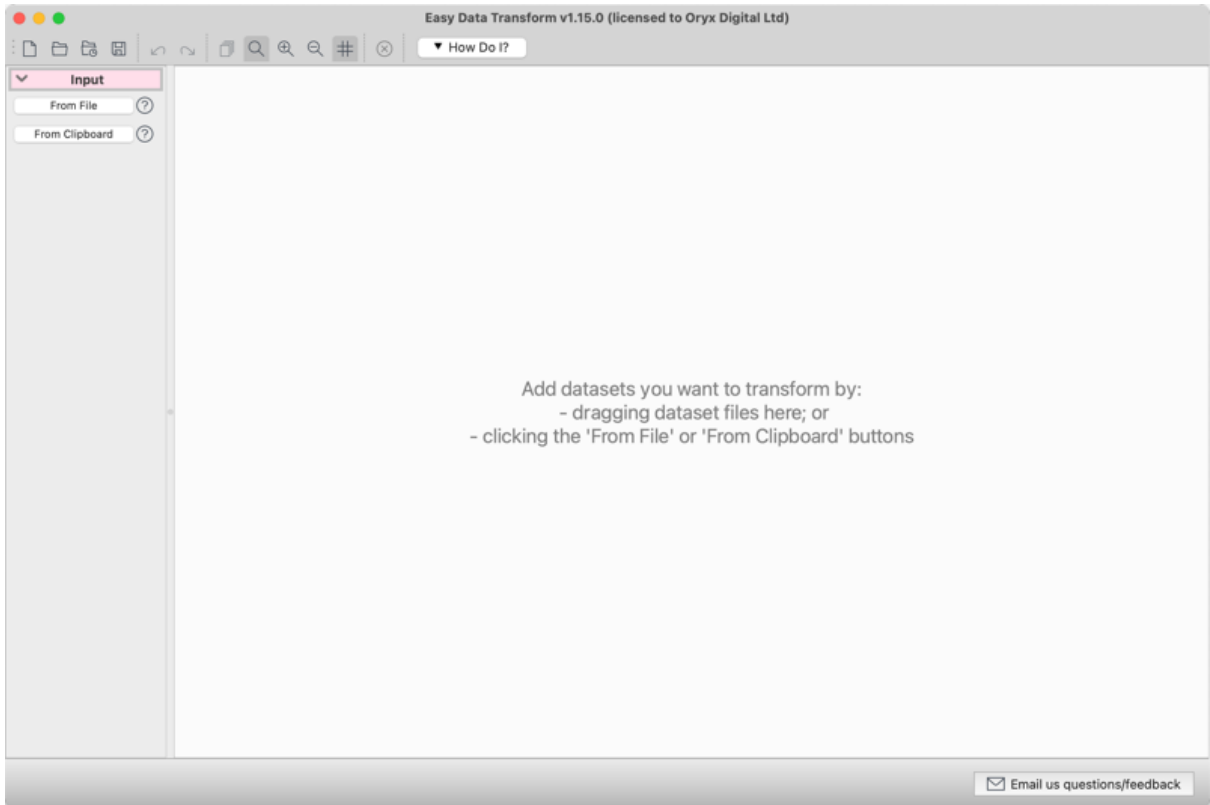 Easy Data Transform v1.15.0 (licensed to Oryx Digital Ltd)
▼ How Do I?
Input
From File ?
From Clipboard ?
Add datasets you want to transform by:
- dragging dataset files here; or
- clicking the 'From File' or 'From Clipboard' buttons
Email us questions/feedback